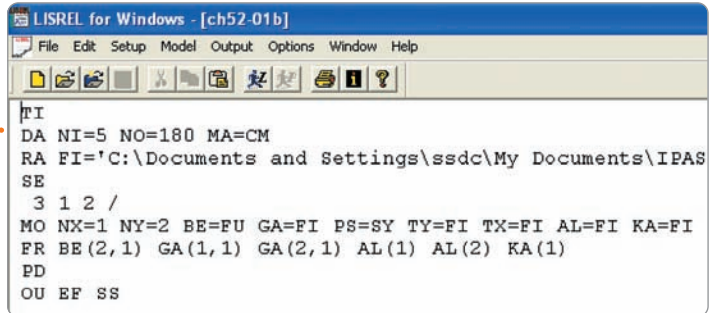 LISREL for Windows - [ch52-01b]
File Edit Setup Model Output Options Window Help
TI
DA NI=5 NO=180 MA=CM
RA FI='C:\Documents and Settings\ssdc\My Documents\IPAS
SE
3 1 2 /
MO NX=1 NY=2 BE=FU GA=FI PS=SY TY=FI TX=FI AL=FI KA=FI
FR BE(2,1) GA(1,1) GA(2,1) AL(1) AL(2) KA(1)
PD
OU EF SS